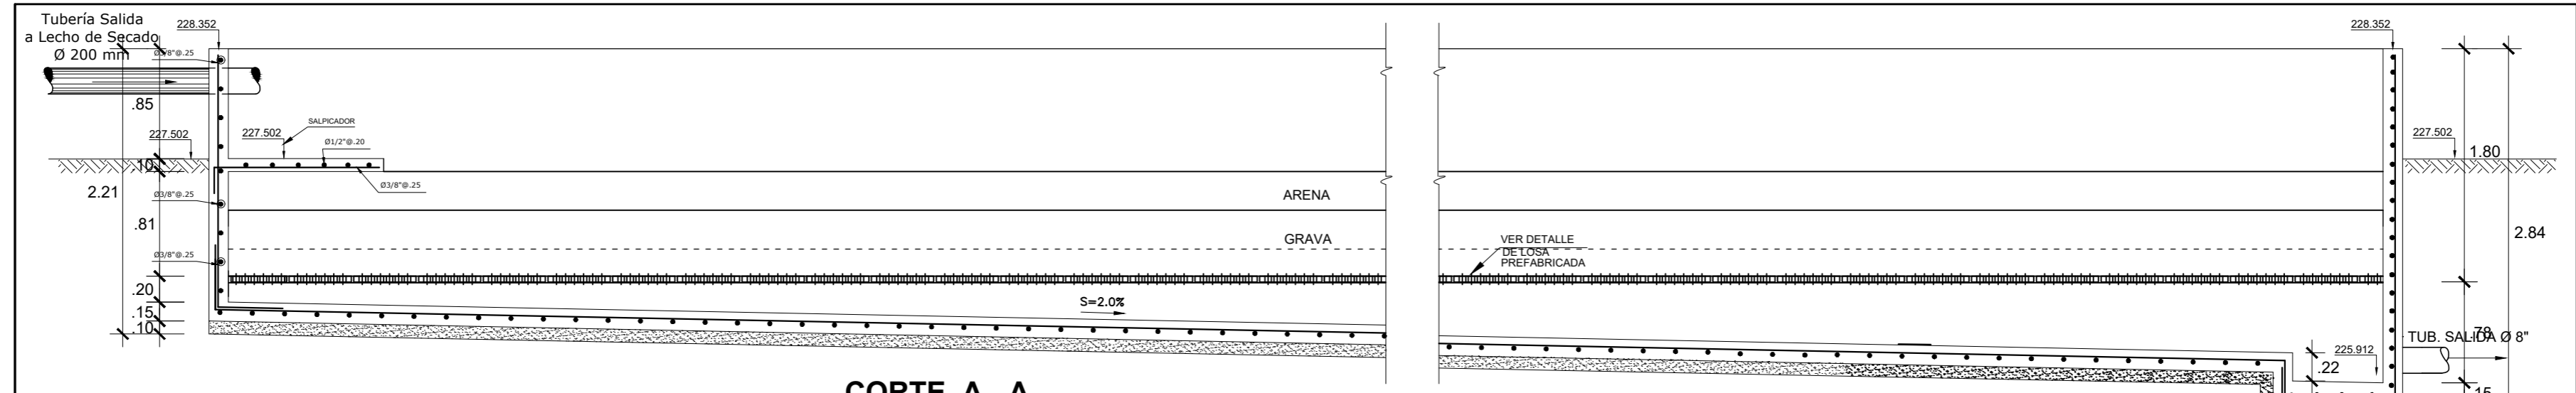 Tubería Salida
a Lecho de Secado
Ø 200 mm
228.352
Ø3/8"@.25
.85
227.502
227.502
SALPICADOR
Ø1/2"@.20
.10
Ø3/8"@.25
2.21
Ø3/8"@.25
.81
Ø3/8"@.25
.20
.15
.10
ARENA
GRAVA
S=2.0%
CORTE A A
VER DETALLE
DE LOSA
PREFABRICADA
228.352
227.502
1.80
2.84
.78
TUB. SALIDA Ø 8"
225.912
.22
.15